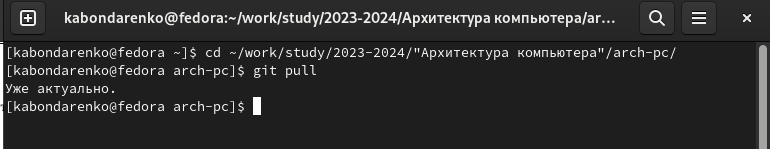 kabondarenko@fedora:~/work/study/2023-2024/Архитектура компьютера/ar...
[kabondarenko@fedora ~]$ cd ~/work/study/2023-2024/"Архитектура компьютера"/arch-pc/
[kabondarenko@fedora arch-pc]$ git pull
Уже актуально.
[kabondarenko@fedora arch-pc]$